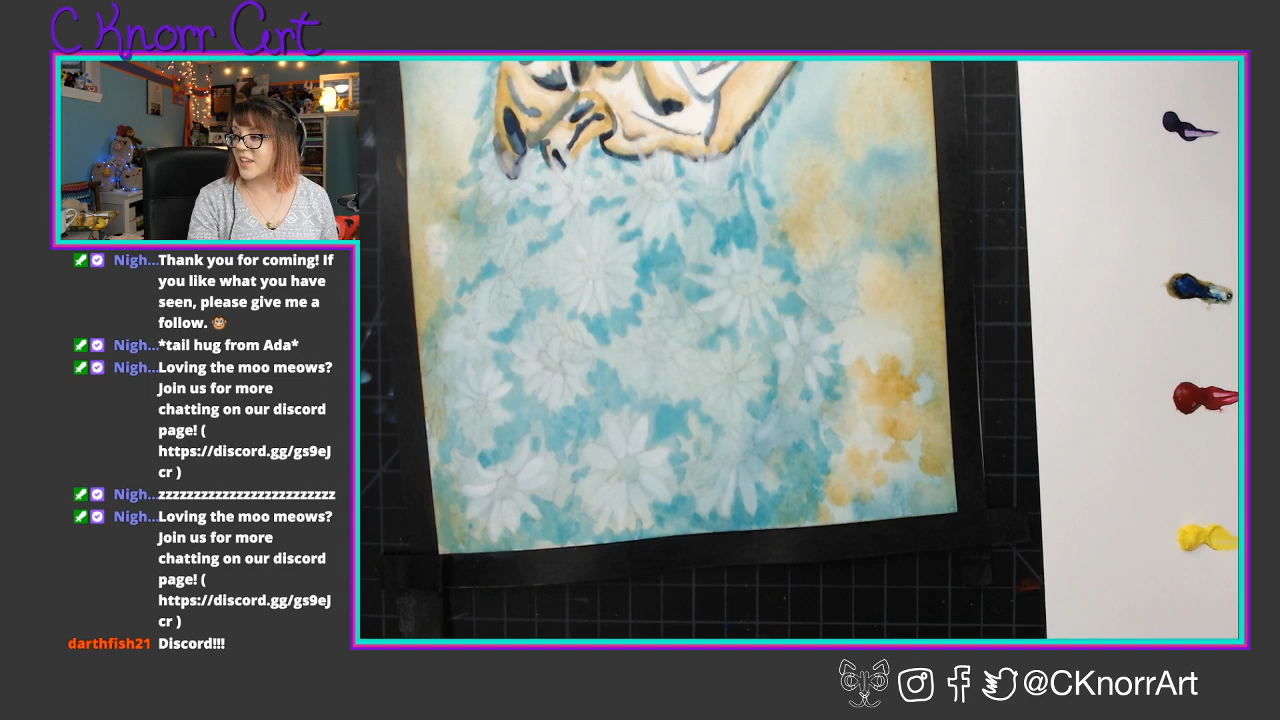 C Knorr Art
Nigh... Thank you for coming! If
you like what you have
seen, please give me a
follow. 🐵
Nigh... *tail hug from Ada*
Nigh... Loving the moo meows?
Join us for more
chatting on our discord
page! (
https://discord.gg/gs9eJ
cr )
Nigh... zzzzzzzzzzzzzzzzzzzzzzzzz
Nigh... Loving the moo meows?
Join us for more
chatting on our discord
page! (
https://discord.gg/gs9eJ
cr )
darthfish21 Discord!!!
@CKnorrArt